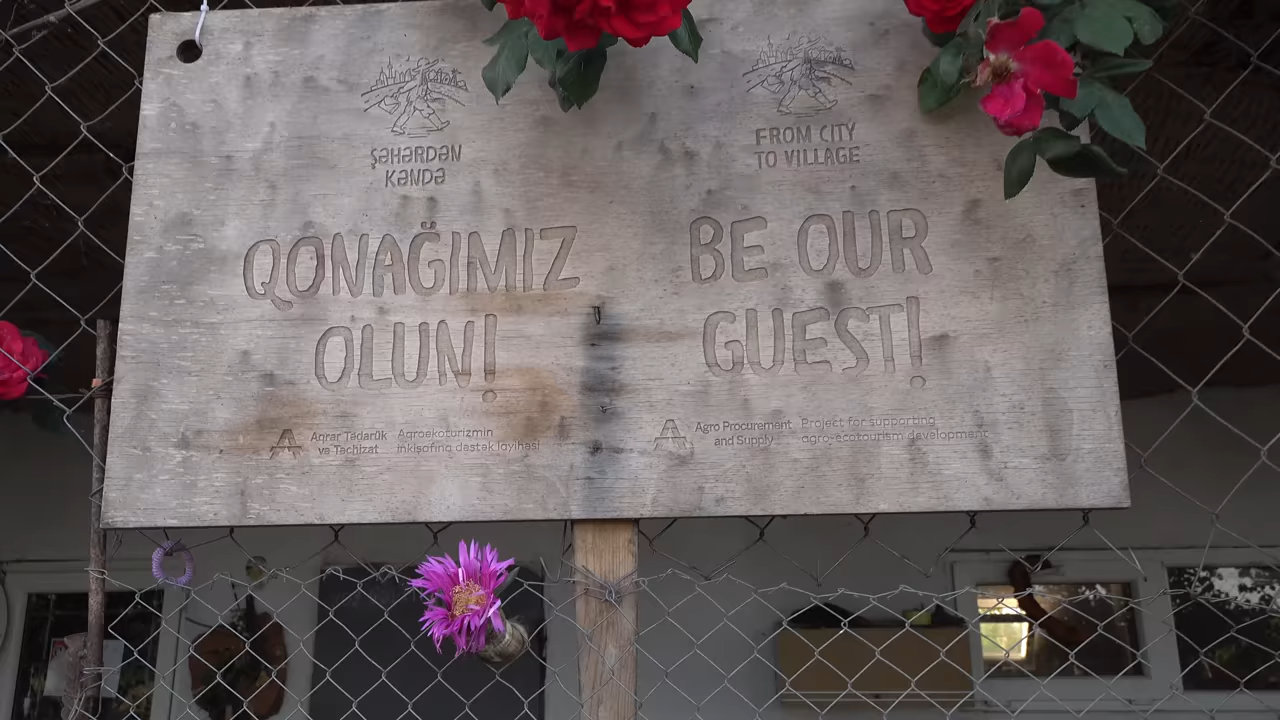 ŞƏHƏRDƏN
KƏNDƏ
QONAĞIMIZ
OLUN!
Aqrar Tədarük
və Təchizat
Aqroekoturizmin
inkişafına dəstək layihəsi
FROM CITY
TO VILLAGE
BE OUR
GUEST!
Agro Procurement
and Supply
Project for supporting
agro-ecotourism development